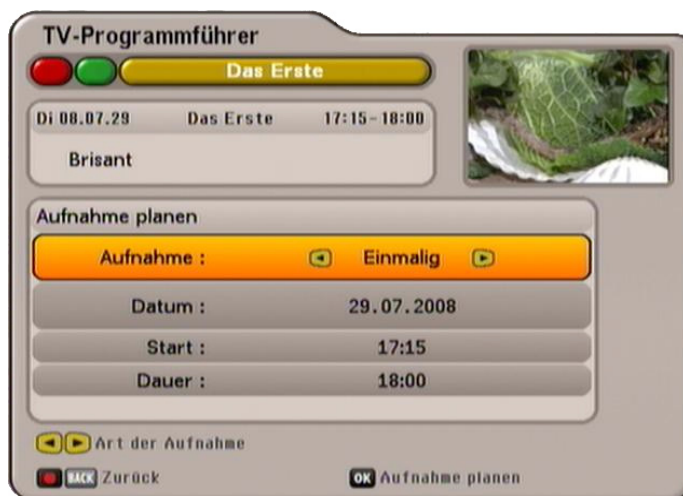 TV-Programmführer
Das Erste
Di 08.07.29 Das Erste 17:15-18:00
Brisant
Aufnahme planen
Aufnahme : Einmalig
Datum : 29.07.2008
Start : 17:15
Dauer : 18:00
Art der Aufnahme
BACK Zurück OK Aufnahme planen